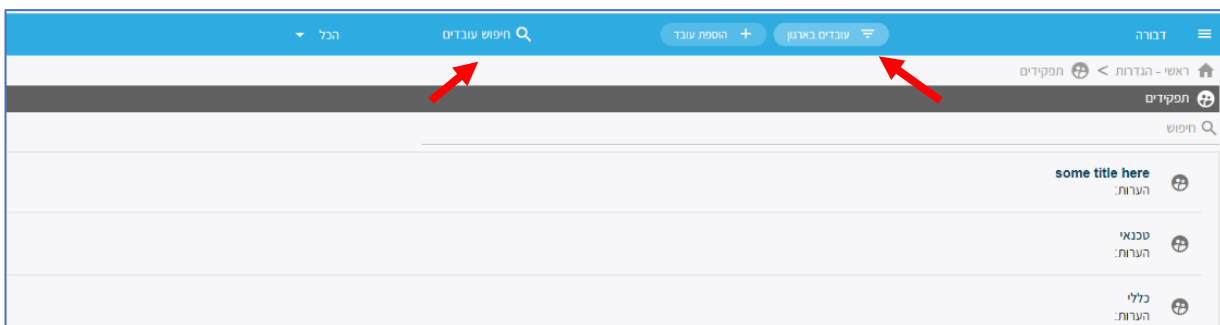 דבורה
עובדים בארגון
הוספת עובד
חיפוש עובדים
הכל
ראשי - הגדרות > תפקידים
תפקידים
חיפוש
some title here
הערות:
טכנאי
הערות:
כללי
הערות: